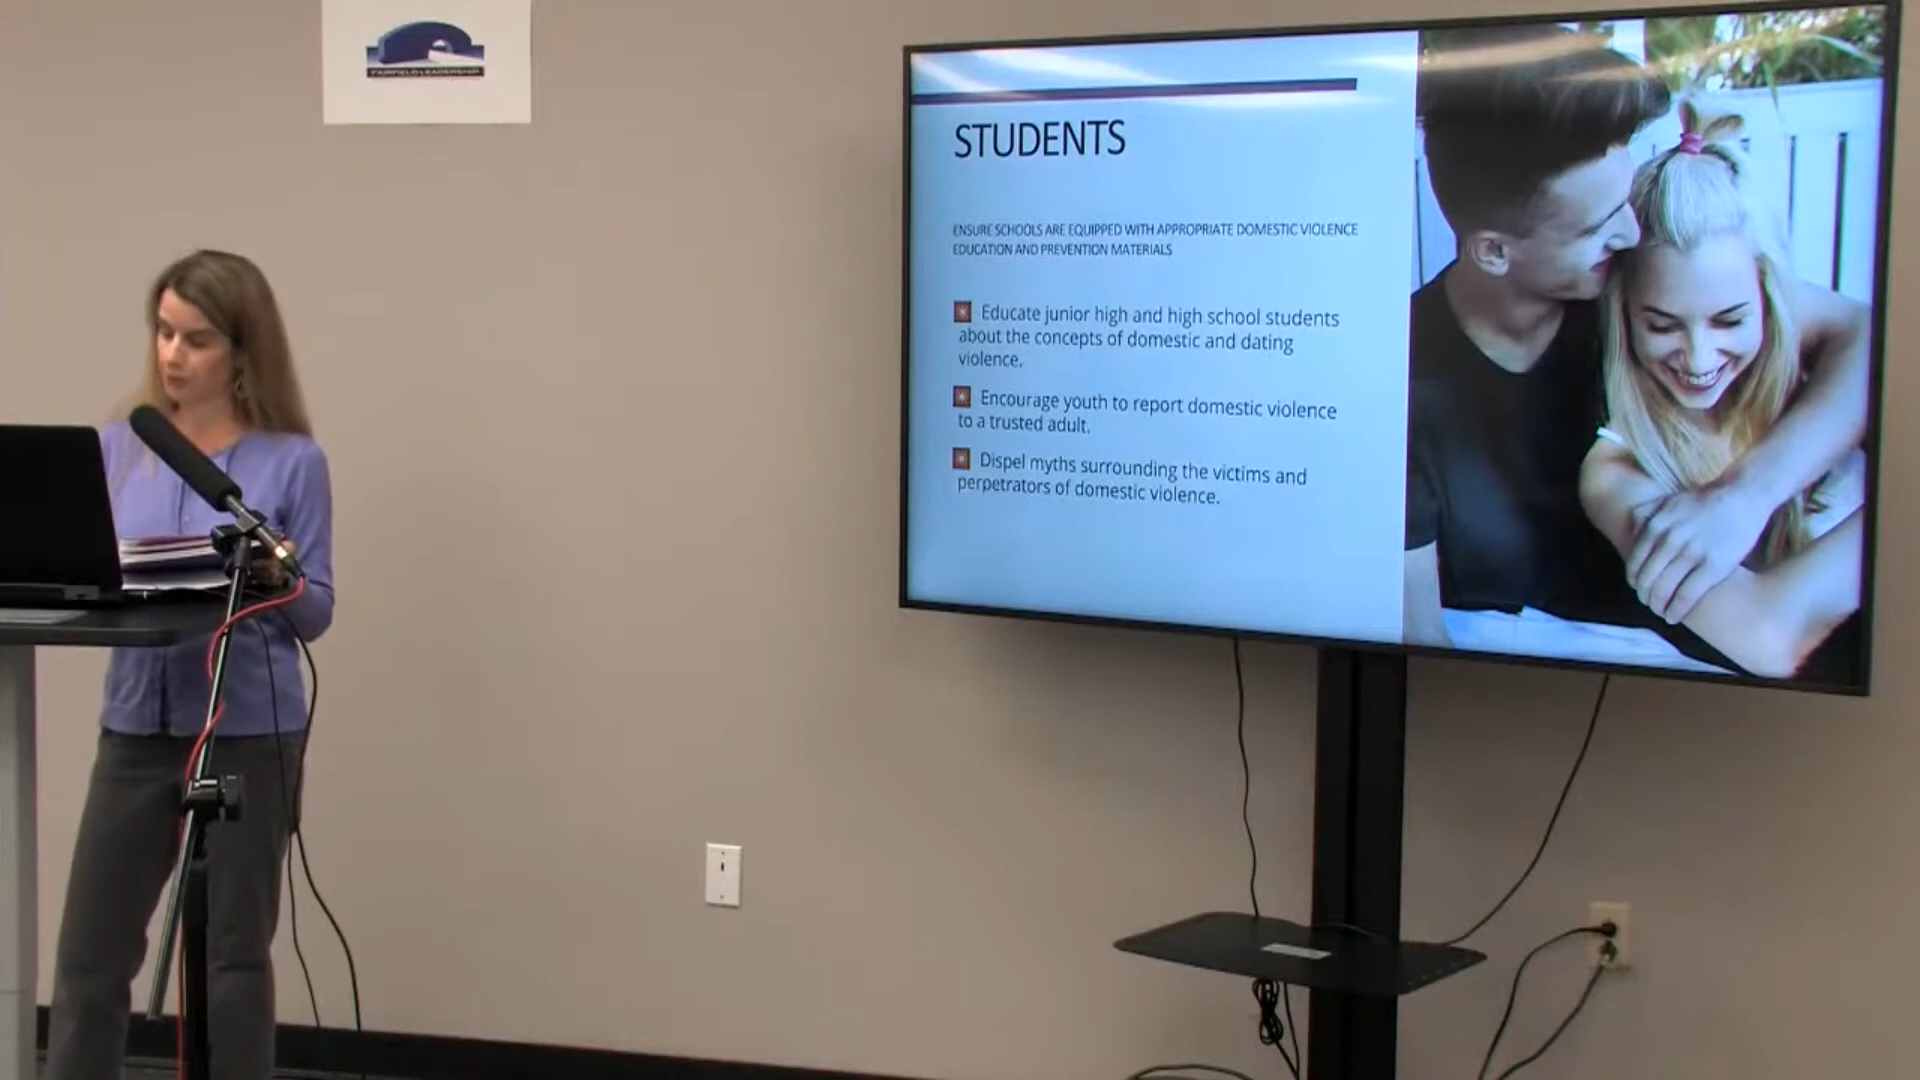 FAIRFIELD LEADERSHIP
STUDENTS
ENSURE SCHOOLS ARE EQUIPPED WITH APPROPRIATE DOMESTIC VIOLENCE
EDUCATION AND PREVENTION MATERIALS
Educate junior high and high school students
about the concepts of domestic and dating
violence.
Encourage youth to report domestic violence
to a trusted adult.
Dispel myths surrounding the victims and
perpetrators of domestic violence.